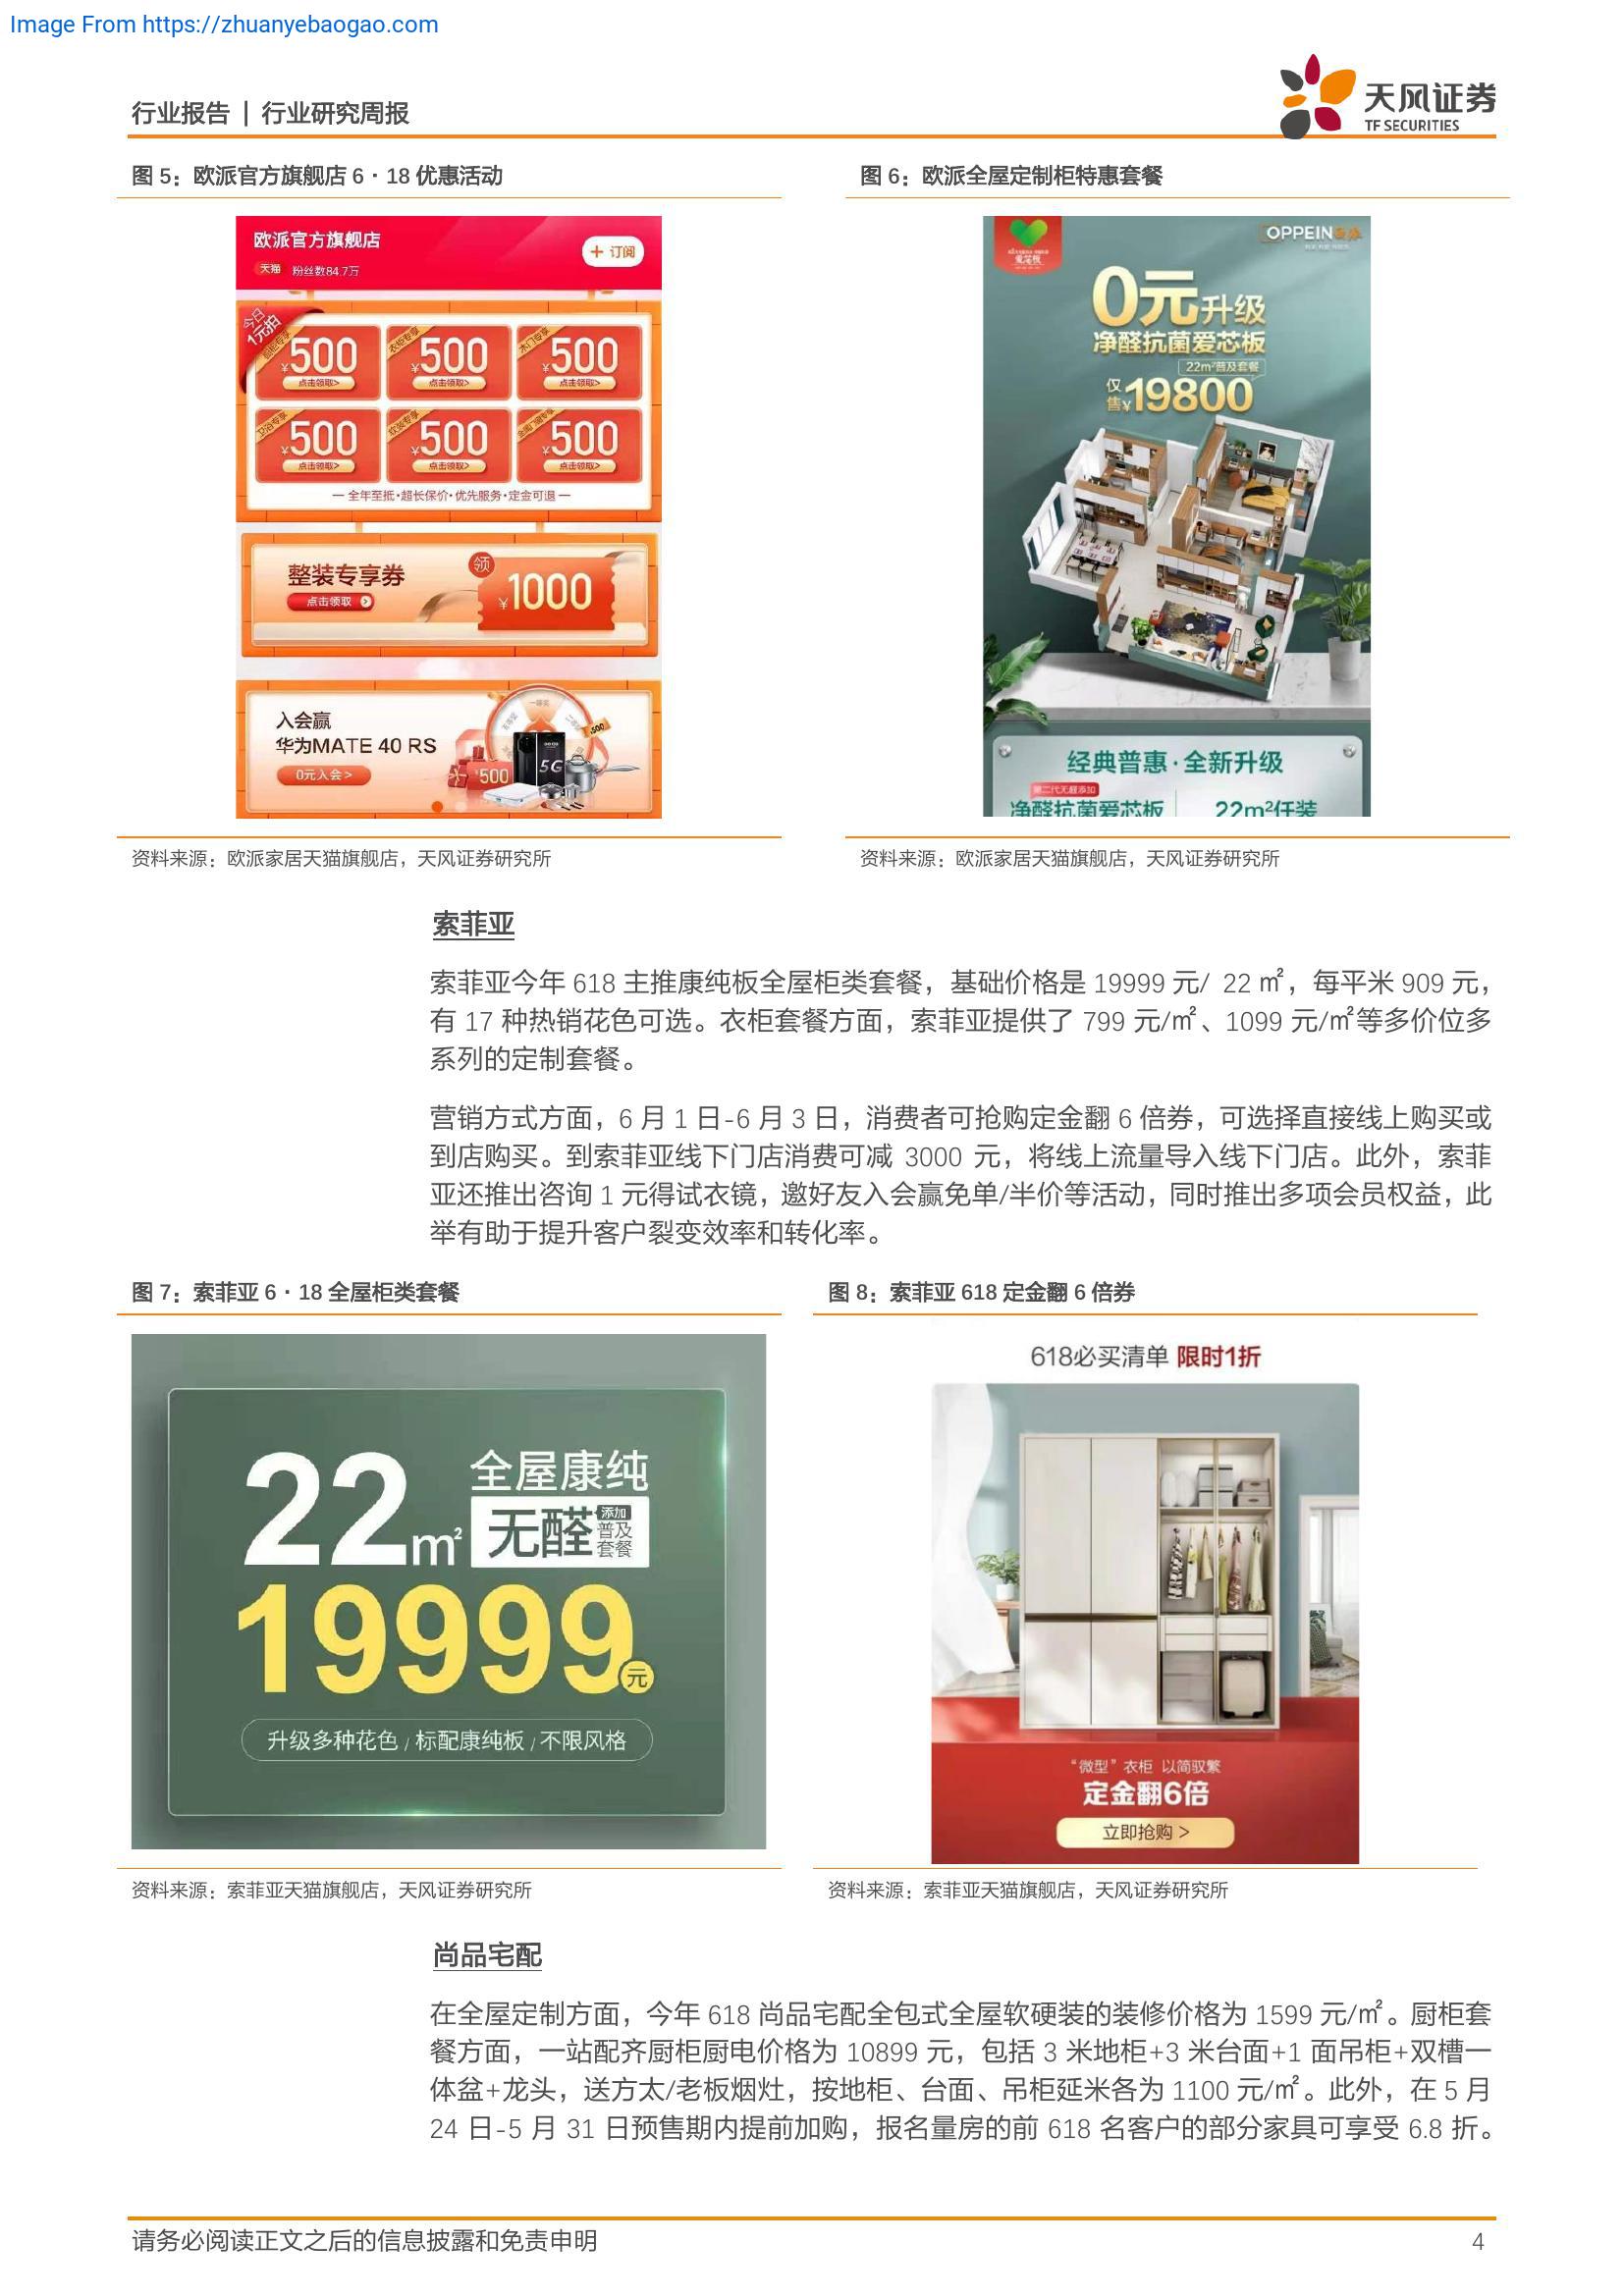 Image From https://zhuanyebaogao.com
行业报告 | 行业研究周报
天风证券
TF SECURITIES
图 5：欧派官方旗舰店 6·18 优惠活动
欧派官方旗舰店
天猫 粉丝数84.7万
+ 订阅
今日
1元拍
¥500 ¥500 ¥500
点击领取> 点击领取> 点击领取>
卫浴专享
¥500 ¥500 ¥500
点击领取> 点击领取> 点击领取>
全年至抵·超长保价·优先服务·定金可退
整装专享券
点击领取 >
领
¥1000
入会赢
华为MATE 40 RS
0元入会 >
500
5G
资料来源：欧派家居天猫旗舰店，天风证券研究所
图 6：欧派全屋定制柜特惠套餐
爱芯板
OPPEIN
0元升级
净醛抗菌爱芯板
22m²普及套餐
仅售¥19800
经典普惠·全新升级
第二代无醛添加
净醛抗菌爱芯板 22m²任装
资料来源：欧派家居天猫旗舰店，天风证券研究所
索菲亚
索菲亚今年 618 主推康纯板全屋柜类套餐，基础价格是 19999 元/ 22 ㎡，每平米 909 元，
有 17 种热销花色可选。衣柜套餐方面，索菲亚提供了 799 元/㎡、1099 元/㎡等多价位多
系列的定制套餐。
营销方式方面，6 月 1 日-6 月 3 日，消费者可抢购定金翻 6 倍券，可选择直接线上购买或
到店购买。到索菲亚线下门店消费可减 3000 元，将线上流量导入线下门店。此外，索菲
亚还推出咨询 1 元得试衣镜，邀好友入会赢免单/半价等活动，同时推出多项会员权益，此
举有助于提升客户裂变效率和转化率。
图 7：索菲亚 6·18 全屋柜类套餐
22m² 全屋康纯
无醛 添加
普及
套餐
19999元
升级多种花色 / 标配康纯板 / 不限风格
资料来源：索菲亚天猫旗舰店，天风证券研究所
图 8：索菲亚 618 定金翻 6 倍券
618必买清单 限时1折
“微型”衣柜 以简驭繁
定金翻6倍
立即抢购 >
资料来源：索菲亚天猫旗舰店，天风证券研究所
尚品宅配
在全屋定制方面，今年 618 尚品宅配全包式全屋软硬装的装修价格为 1599 元/㎡。厨柜套
餐方面，一站配齐厨柜厨电价格为 10899 元，包括 3 米地柜+3 米台面+1 面吊柜+双槽一
体盆+龙头，送方太/老板烟灶，按地柜、台面、吊柜延米各为 1100 元/㎡。此外，在 5 月
24 日-5 月 31 日预售期内提前加购，报名量房的前 618 名客户的部分家具可享受 6.8 折。
请务必阅读正文之后的信息披露和免责申明
4